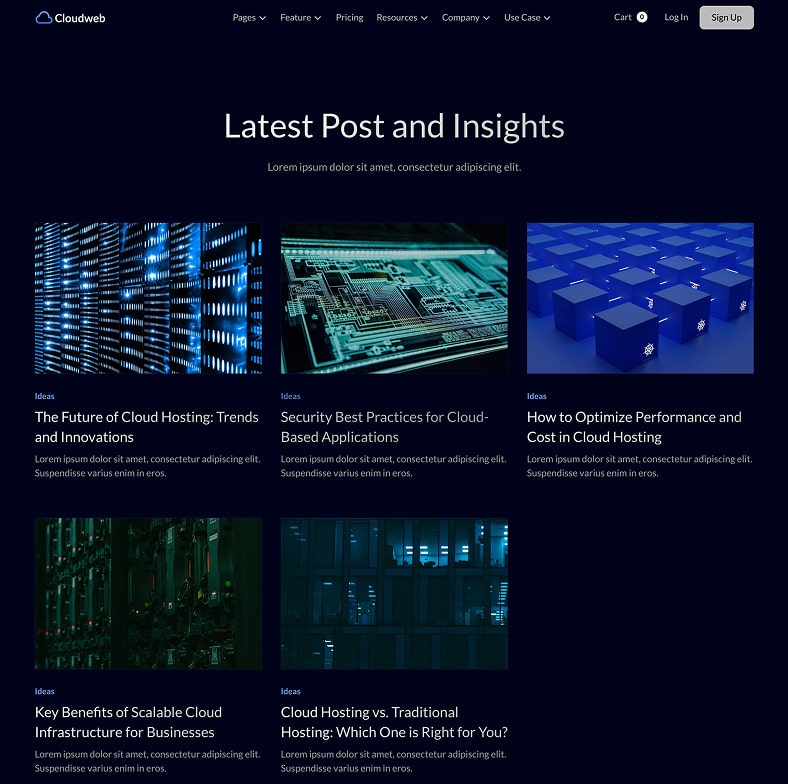 Cloudweb Pages Feature Pricing Resources Company Use Case Cart 0 Log In Sign Up
Latest Post and Insights
Lorem ipsum dolor sit amet, consectetur adipiscing elit.
Ideas
The Future of Cloud Hosting: Trends
and Innovations
Lorem ipsum dolor sit amet, consectetur adipiscing elit.
Suspendisse varius enim in eros.
Ideas
Security Best Practices for Cloud-
Based Applications
Lorem ipsum dolor sit amet, consectetur adipiscing elit.
Suspendisse varius enim in eros.
Ideas
How to Optimize Performance and
Cost in Cloud Hosting
Lorem ipsum dolor sit amet, consectetur adipiscing elit.
Suspendisse varius enim in eros.
Ideas
Key Benefits of Scalable Cloud
Infrastructure for Businesses
Lorem ipsum dolor sit amet, consectetur adipiscing elit.
Suspendisse varius enim in eros.
Ideas
Cloud Hosting vs. Traditional
Hosting: Which One is Right for You?
Lorem ipsum dolor sit amet, consectetur adipiscing elit.
Suspendisse varius enim in eros.